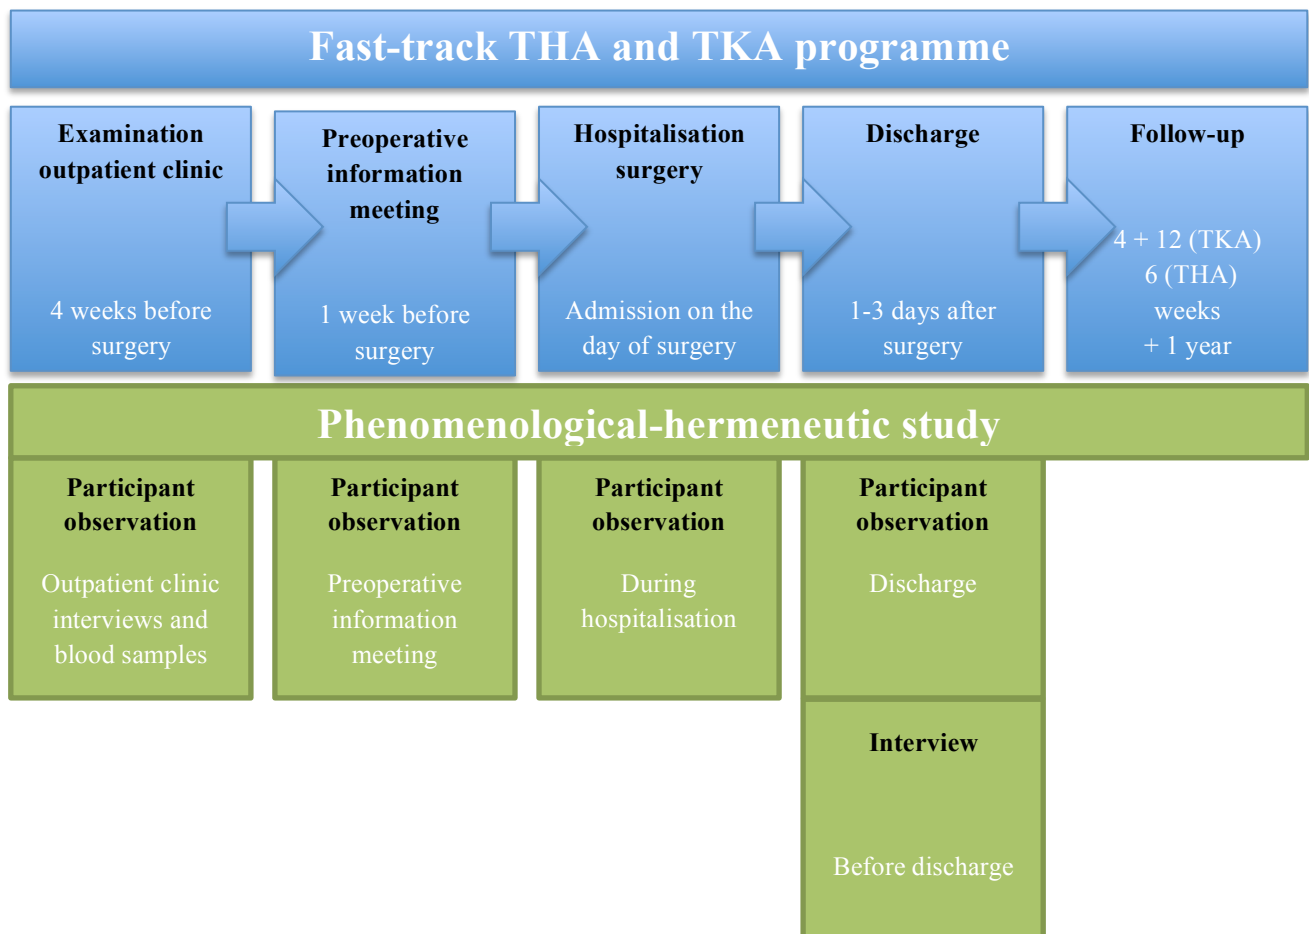 Fast-track THA and TKA programme
Examination
outpatient clinic
4 weeks before
surgery
Preoperative
information
meeting
1 week before
surgery
Hospitalisation
surgery
Admission on the
day of surgery
Discharge
1-3 days after
surgery
Follow-up
4 + 12 (TKA)
6 (THA)
weeks
+ 1 year
Phenomenological-hermeneutic study
Participant
observation
Outpatient clinic
interviews and
blood samples
Participant
observation
Preoperative
information
meeting
Participant
observation
During
hospitalisation
Participant
observation
Discharge
Interview
Before discharge